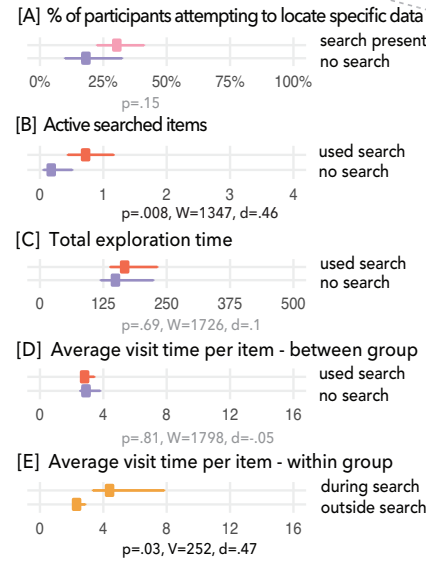 [A] % of participants attempting to locate specific data
search present
no search
0% 25% 50% 75% 100%
p=.15
[B] Active searched items
used search
no search
0 1 2 3 4
p=.008, W=1347, d=.46
[C] Total exploration time
used search
no search
0 125 250 375 500
p=.69, W=1726, d=.1
[D] Average visit time per item - between group
used search
no search
0 4 8 12 16
p=.81, W=1798, d=-.05
[E] Average visit time per item - within group
during search
outside search
0 4 8 12 16
p=.03, V=252, d=.47